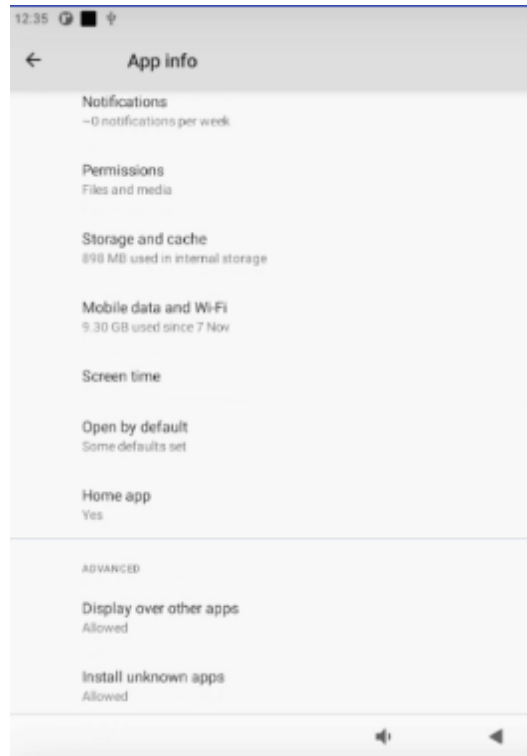 12:35
App info
Notifications
~0 notifications per week
Permissions
Files and media
Storage and cache
898 MB used in internal storage
Mobile data and Wi-Fi
9.30 GB used since 7 Nov
Screen time
Open by default
Some defaults set
Home app
Yes
ADVANCED
Display over other apps
Allowed
Install unknown apps
Allowed